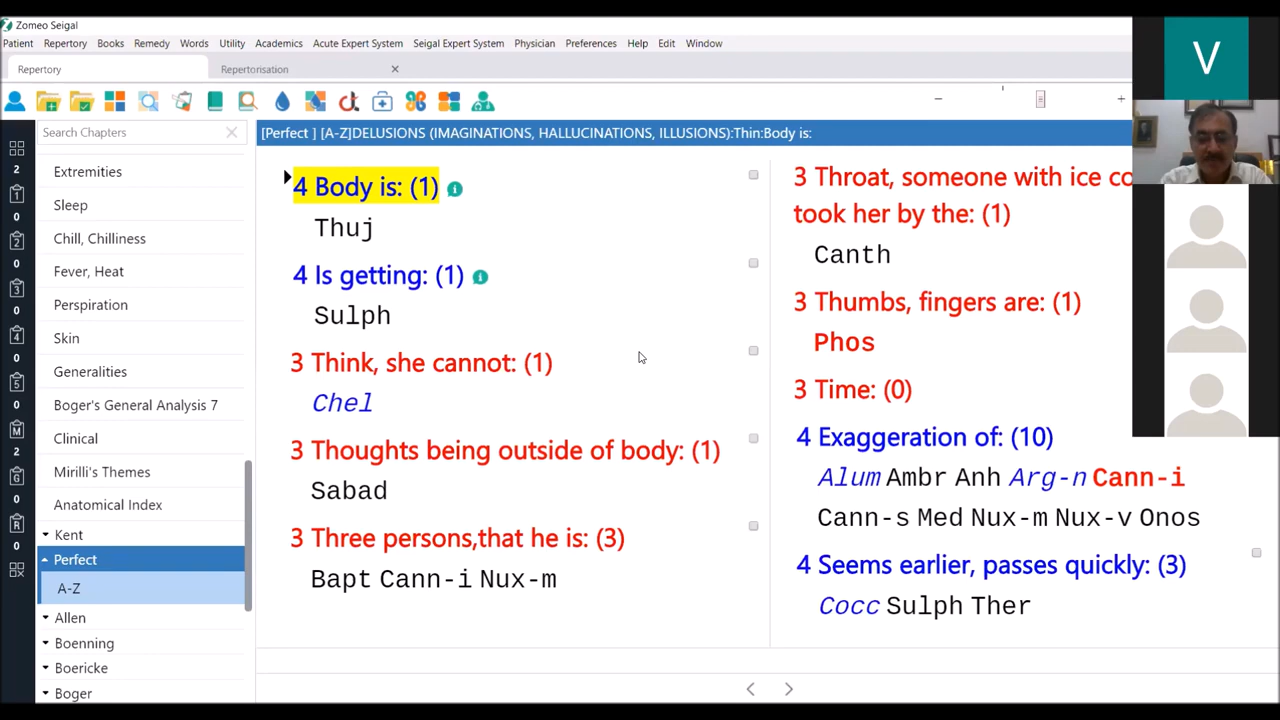 Zomeo Seigal
Patient Repertory Books Remedy Words Utility Academics Acute Expert System Seigal Expert System Physician Preferences Help Edit Window
Repertory Repertorisation
Search Chapters
[Perfect ] [A-Z]DELUSIONS (IMAGINATIONS, HALLUCINATIONS, ILLUSIONS):Thin:Body is:
2
1
0
2
0
3
0
4
0
5
0
M
2
G
0
R
0
Extremities
Sleep
Chill, Chilliness
Fever, Heat
Perspiration
Skin
Generalities
Boger's General Analysis 7
Clinical
Mirilli's Themes
Anatomical Index
Kent
Perfect
A-Z
Allen
Boenning
Boericke
Boger
4 Body is: (1)
Thuj
4 Is getting: (1)
Sulph
3 Think, she cannot: (1)
Chel
3 Thoughts being outside of body: (1)
Sabad
3 Three persons,that he is: (3)
Bapt Cann-i Nux-m
3 Throat, someone with ice co
took her by the: (1)
Canth
3 Thumbs, fingers are: (1)
Phos
3 Time: (0)
4 Exaggeration of: (10)
Alum Ambr Anh Arg-n Cann-i
Cann-s Med Nux-m Nux-v Onos
4 Seems earlier, passes quickly: (3)
Cocc Sulph Ther
V